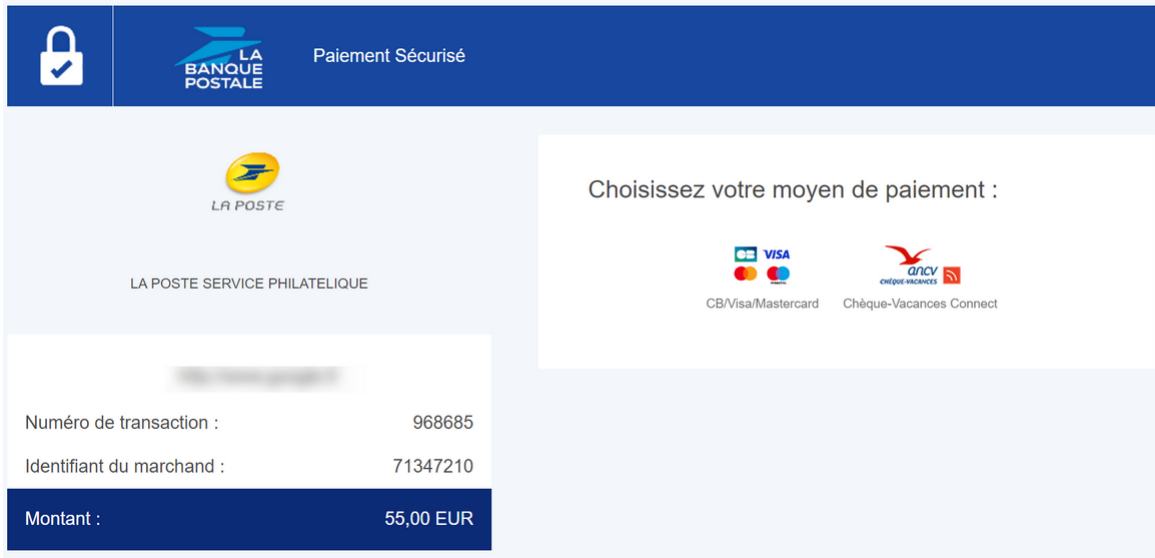 LA
BANQUE
POSTALE
Paiement Sécurisé
LA POSTE
LA POSTE SERVICE PHILATELIQUE
Numéro de transaction : 968685
Identifiant du marchand : 71347210
Montant : 55,00 EUR
Choisissez votre moyen de paiement :
CB VISA
ancv
CHÈQUE-VACANCES
CB/Visa/Mastercard Chèque-Vacances Connect